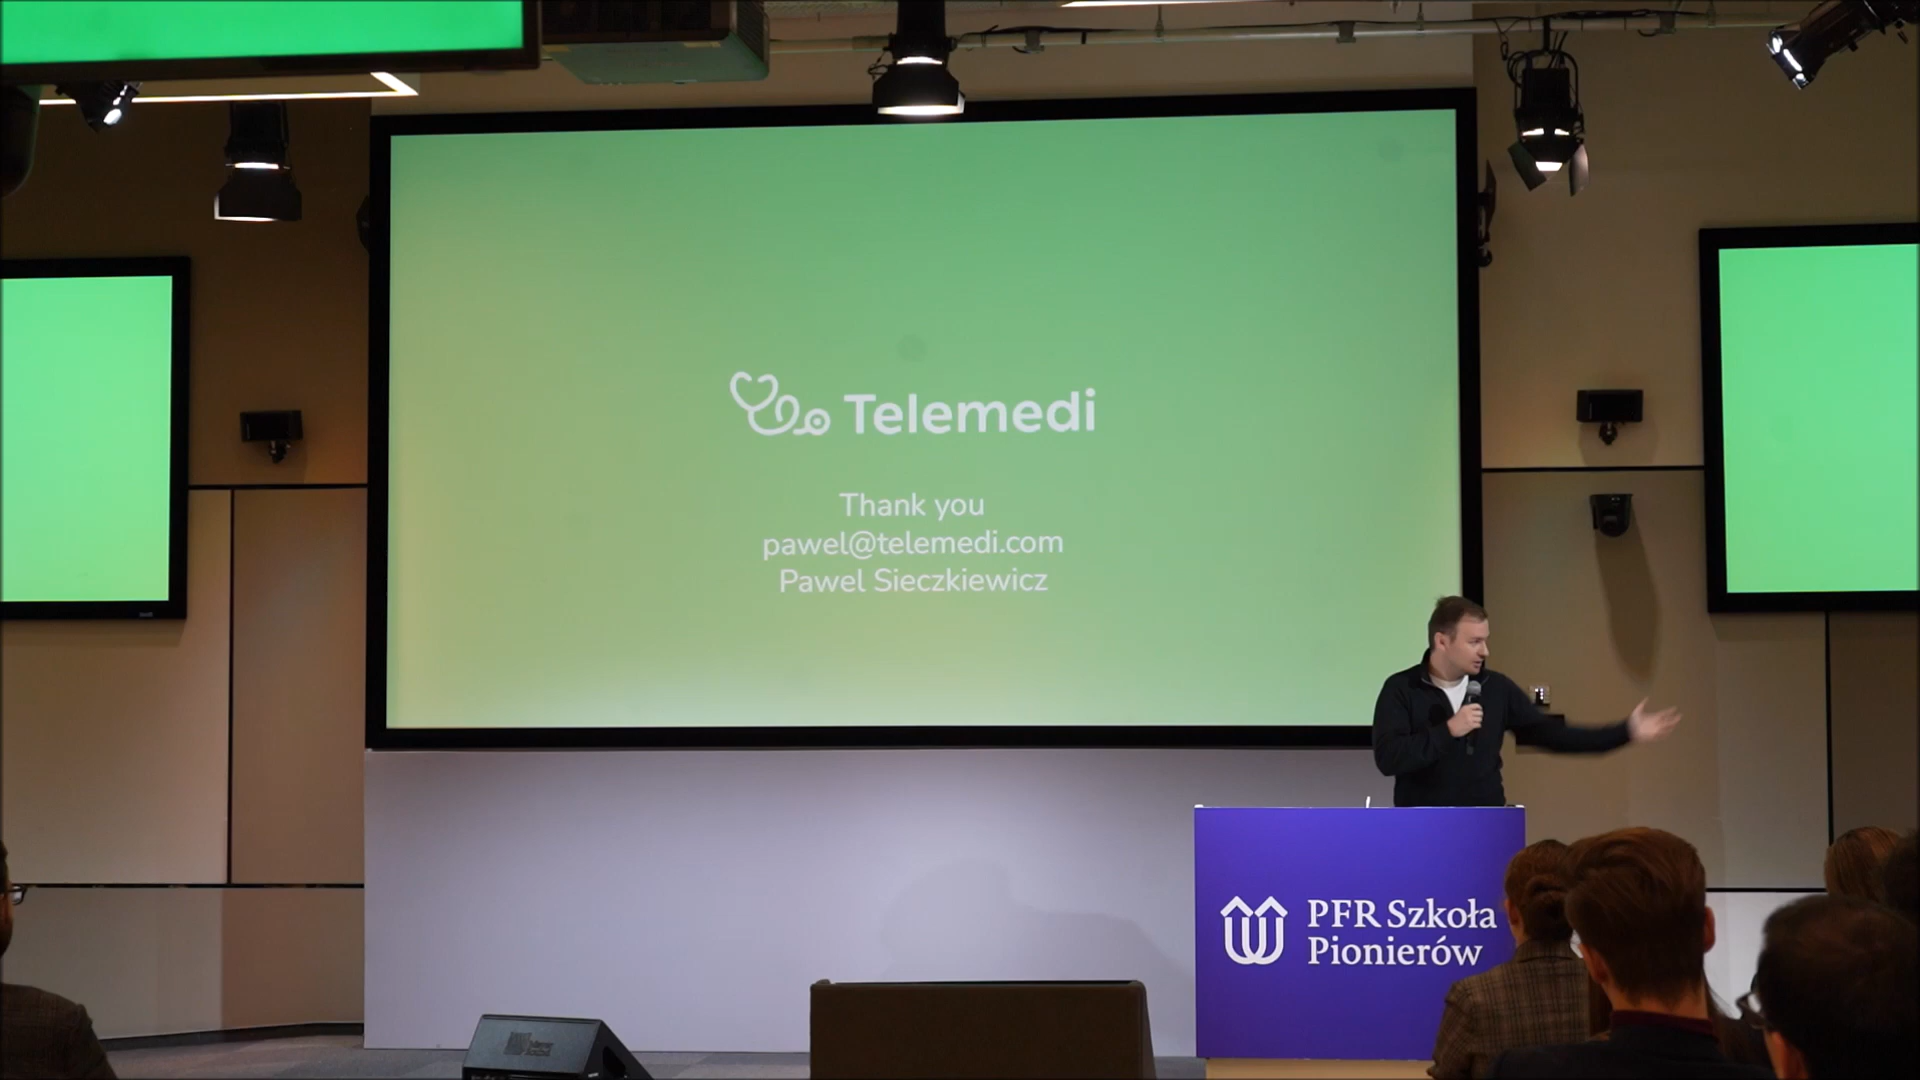 Telemedi
Thank you
pawel@telemedi.com
Pawel Sieczkiewicz
PFR Szkoła
Pionierów